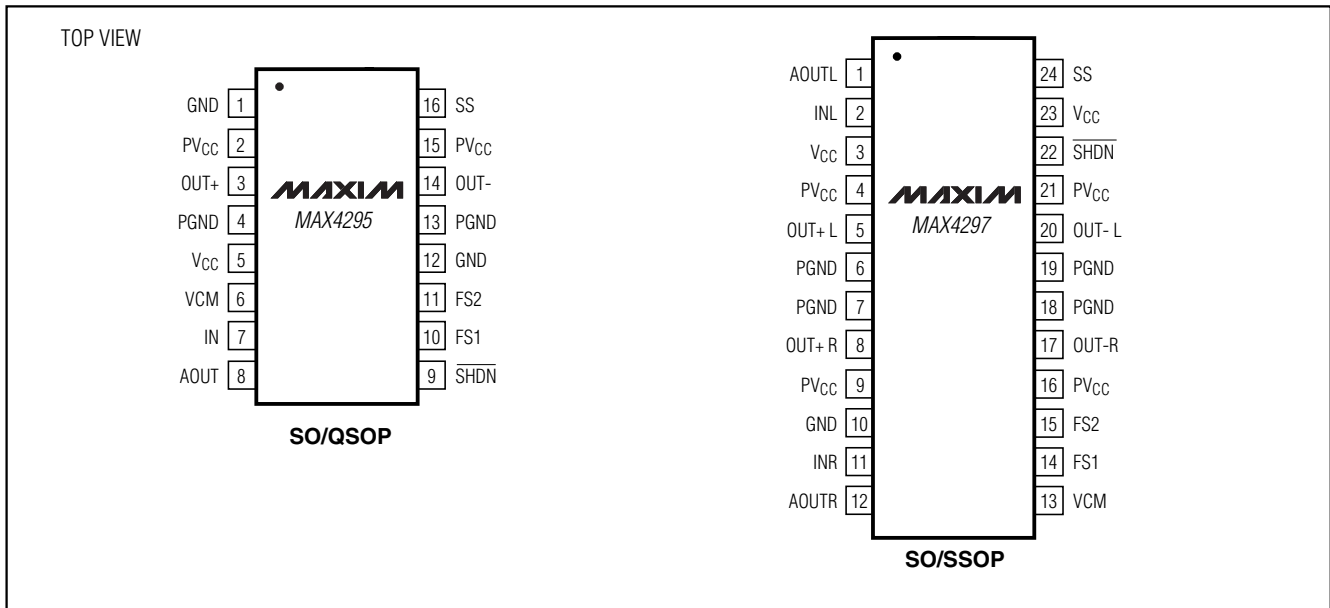 TOP VIEW
GND 1
PVCC 2
OUT+ 3
PGND 4
VCC 5
VCM 6
IN 7
AOUT 8
MAXIM
MAX4295
16 SS
15 PVCC
14 OUT-
13 PGND
12 GND
11 FS2
10 FS1
9 SHDN
SO/QSOP
AOUTL 1
INL 2
VCC 3
PVCC 4
OUT+ L 5
PGND 6
PGND 7
OUT+ R 8
PVCC 9
GND 10
INR 11
AOUTR 12
MAXIM
MAX4297
24 SS
23 VCC
22 SHDN
21 PVCC
20 OUT- L
19 PGND
18 PGND
17 OUT-R
16 PVCC
15 FS2
14 FS1
13 VCM
SO/SSOP